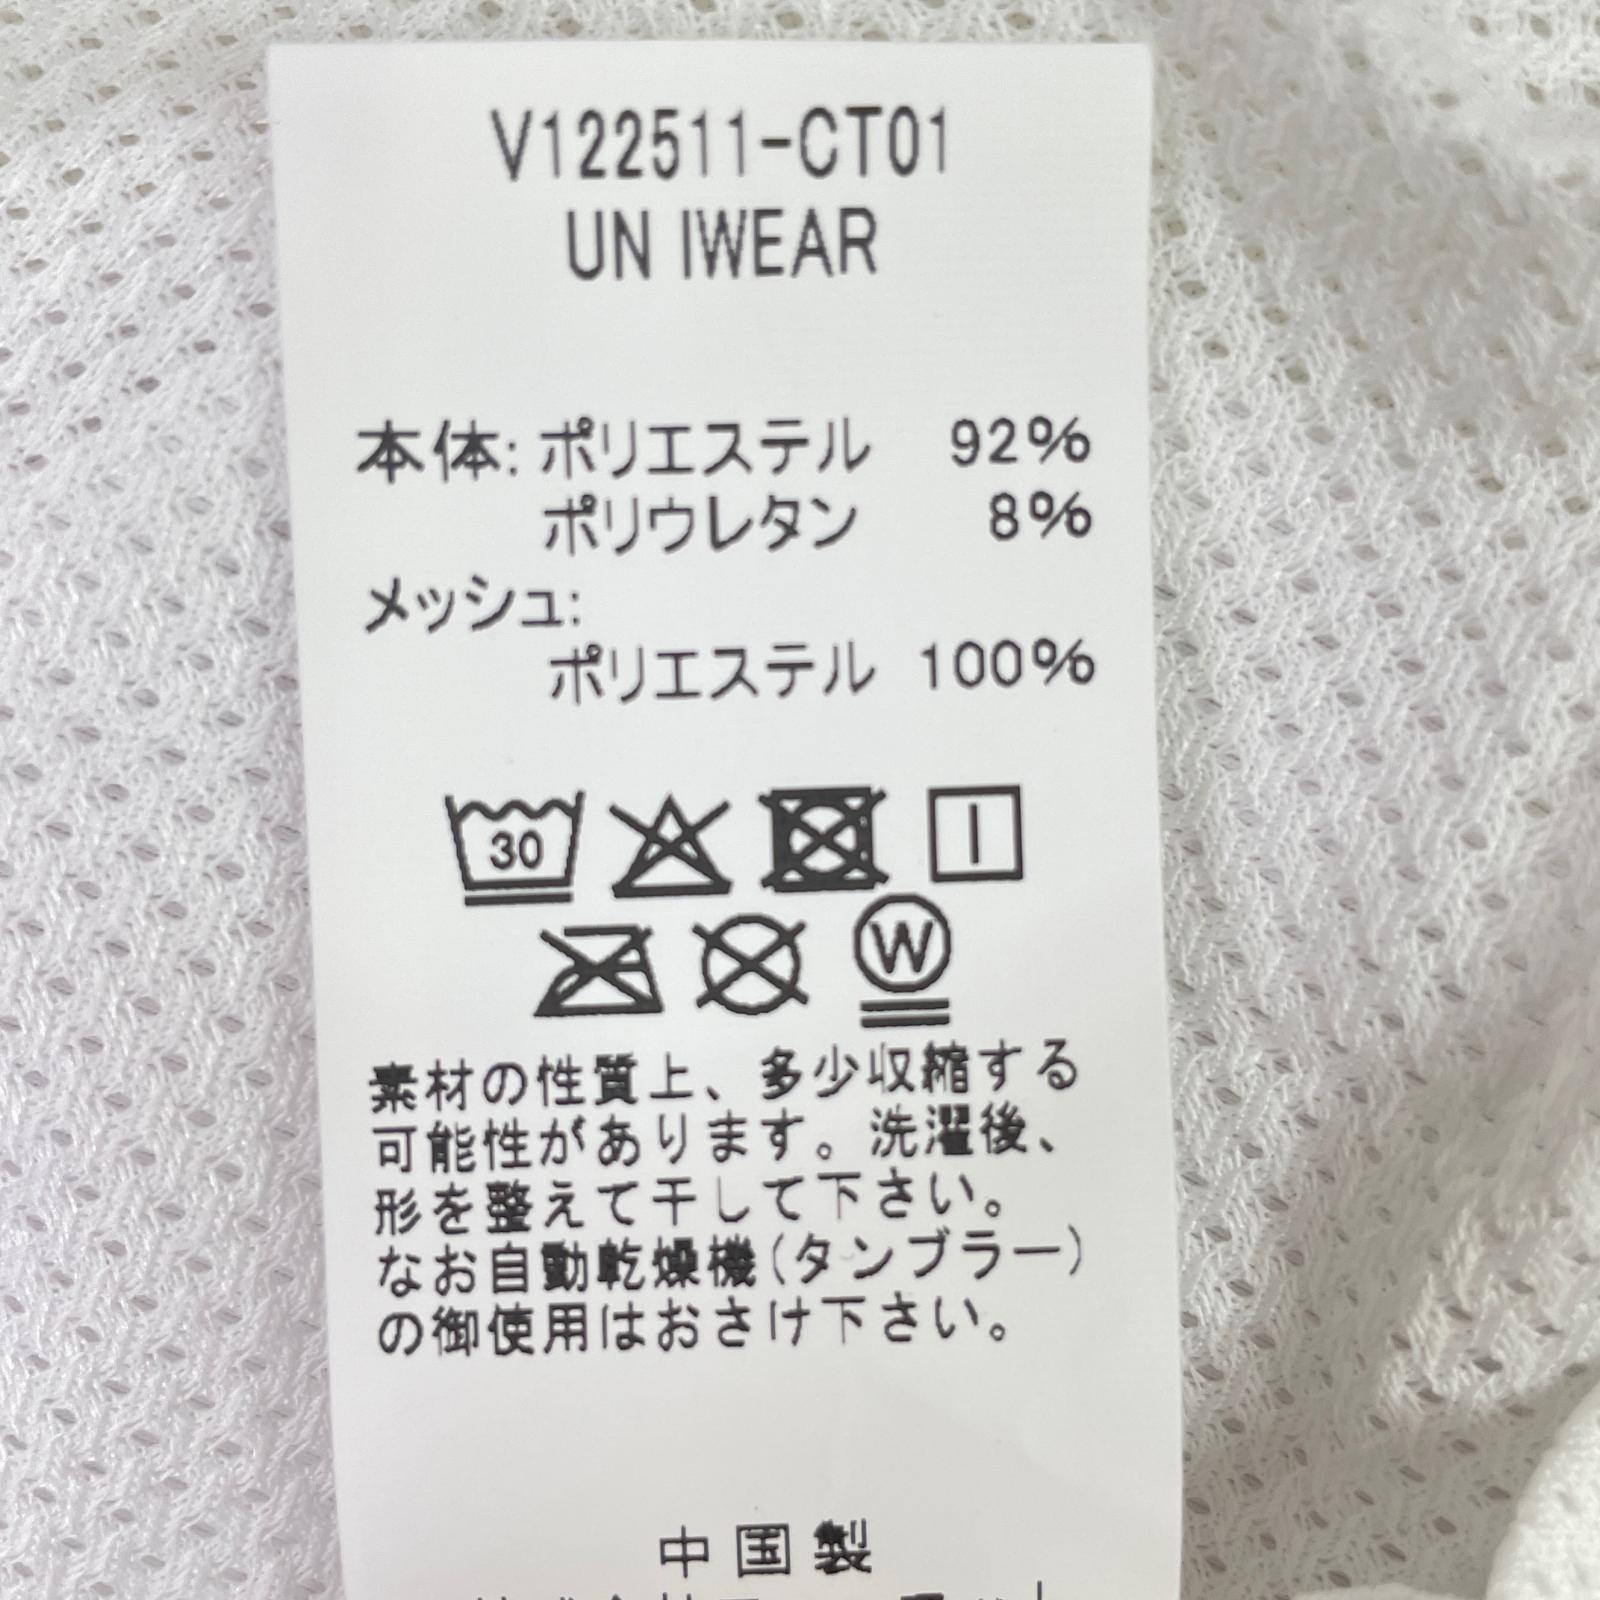 V122511-CT01
UN IWEAR
本体: ポリエステル 92%
ポリウレタン 8%
メッシュ:
ポリエステル 100%
30
W
素材の性質上、多少収縮する
可能性があります。洗濯後、
形を整えて干して下さい。
なお自動乾燥機(タンブラー)
の御使用はおさけ下さい。
中国製